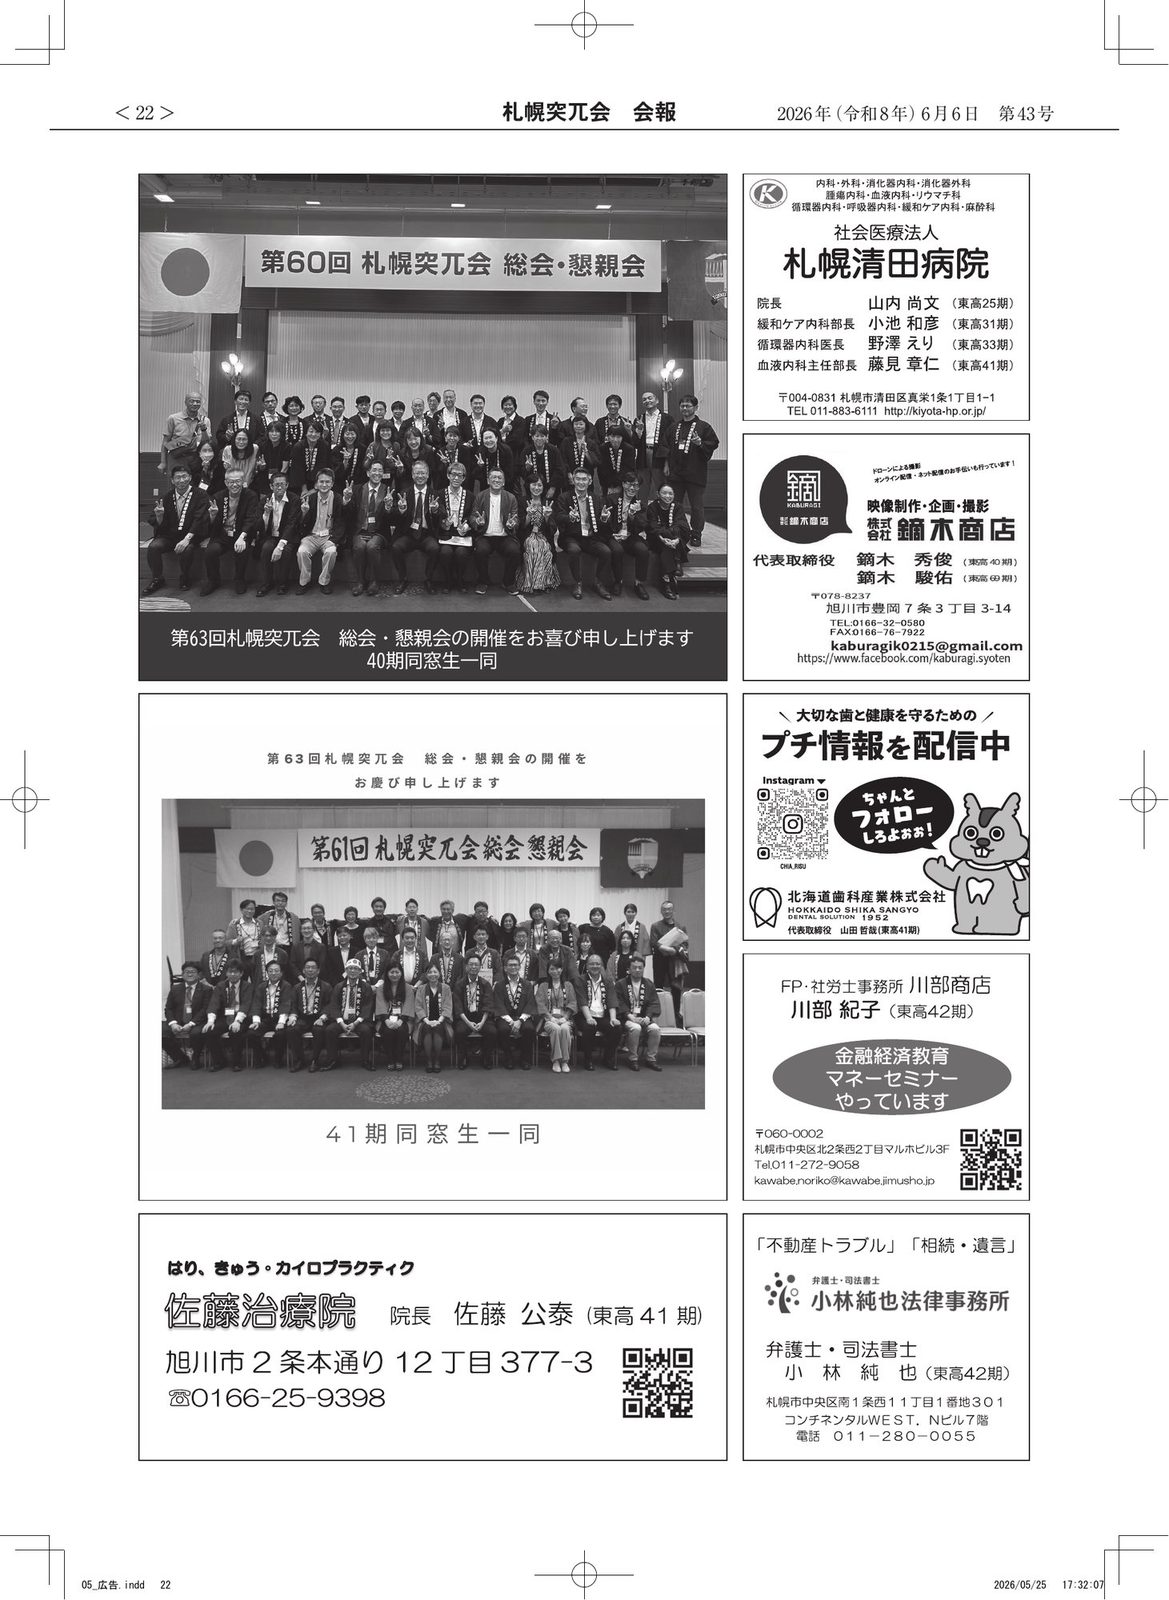 ＜22＞
札幌突兀会　会報
2026年（令和8年）6月6日　第43号
第60回 札幌突兀会 総会・懇親会
第63回札幌突兀会　総会・懇親会の開催をお喜び申し上げます
40期同窓生一同
第63回札幌突兀会　総会・懇親会の開催を
お慶び申し上げます
第61回 札幌突兀会総会 懇親会
41期同窓生一同
はり、きゅう。カイロプラクティク
佐藤治療院　院長　佐藤 公泰（東高 41 期）
旭川市 2 条本通り 12 丁目 377-3
☎0166-25-9398
K
内科・外科・消化器内科・消化器外科
腫瘍内科・血液内科・リウマチ科
循環器内科・呼吸器内科・緩和ケア内科・麻酔科
社会医療法人
札幌清田病院
院長　山内 尚文（東高25期）
緩和ケア内科部長　小池 和彦（東高31期）
循環器内科医長　野澤 えり（東高33期）
血液内科主任部長　藤見 章仁（東高41期）
〒004-0831 札幌市清田区真栄1条1丁目1-1
TEL 011-883-6111 http://kiyota-hp.or.jp/
鏑
KABURAGI
株式会社 鏑木商店
ドローンによる撮影
オンライン配信・ネット配信のお手伝いも行っています！
映像制作・企画・撮影
株式会社 鏑木商店
代表取締役　鏑木　秀俊（東高40期）
鏑木　駿佑（東高69期）
〒078-8237
旭川市豊岡7条3丁目3-14
TEL:0166-32-0580
FAX:0166-76-7922
kaburagik0215@gmail.com
https://www.facebook.com/kaburagi.syoten
＼ 大切な歯と健康を守るための ／
プチ情報を配信中
Instagram
ちゃんと
フォロー
しろよぉぉ！
CHIA_RISU
北海道歯科産業株式会社
HOKKAIDO SHIKA SANGYO
DENTAL SOLUTION 1952
代表取締役　山田 哲哉(東高41期)
FP・社労士事務所 川部商店
川部 紀子（東高42期）
金融経済教育
マネーセミナー
やっています
〒060-0002
札幌市中央区北2条西2丁目マルホビル3F
Tel.011-272-9058
kawabe.noriko@kawabe.jimusho.jp
「不動産トラブル」「相続・遺言」
弁護士・司法書士
小林純也法律事務所
弁護士・司法書士
小　林　純　也（東高42期）
札幌市中央区南１条西１１丁目１番地３０１
コンチネンタルＷＥＳＴ．Ｎビル７階
電話　０１１－２８０－００５５
05_広告.indd　22
2026/05/25　17:32:07